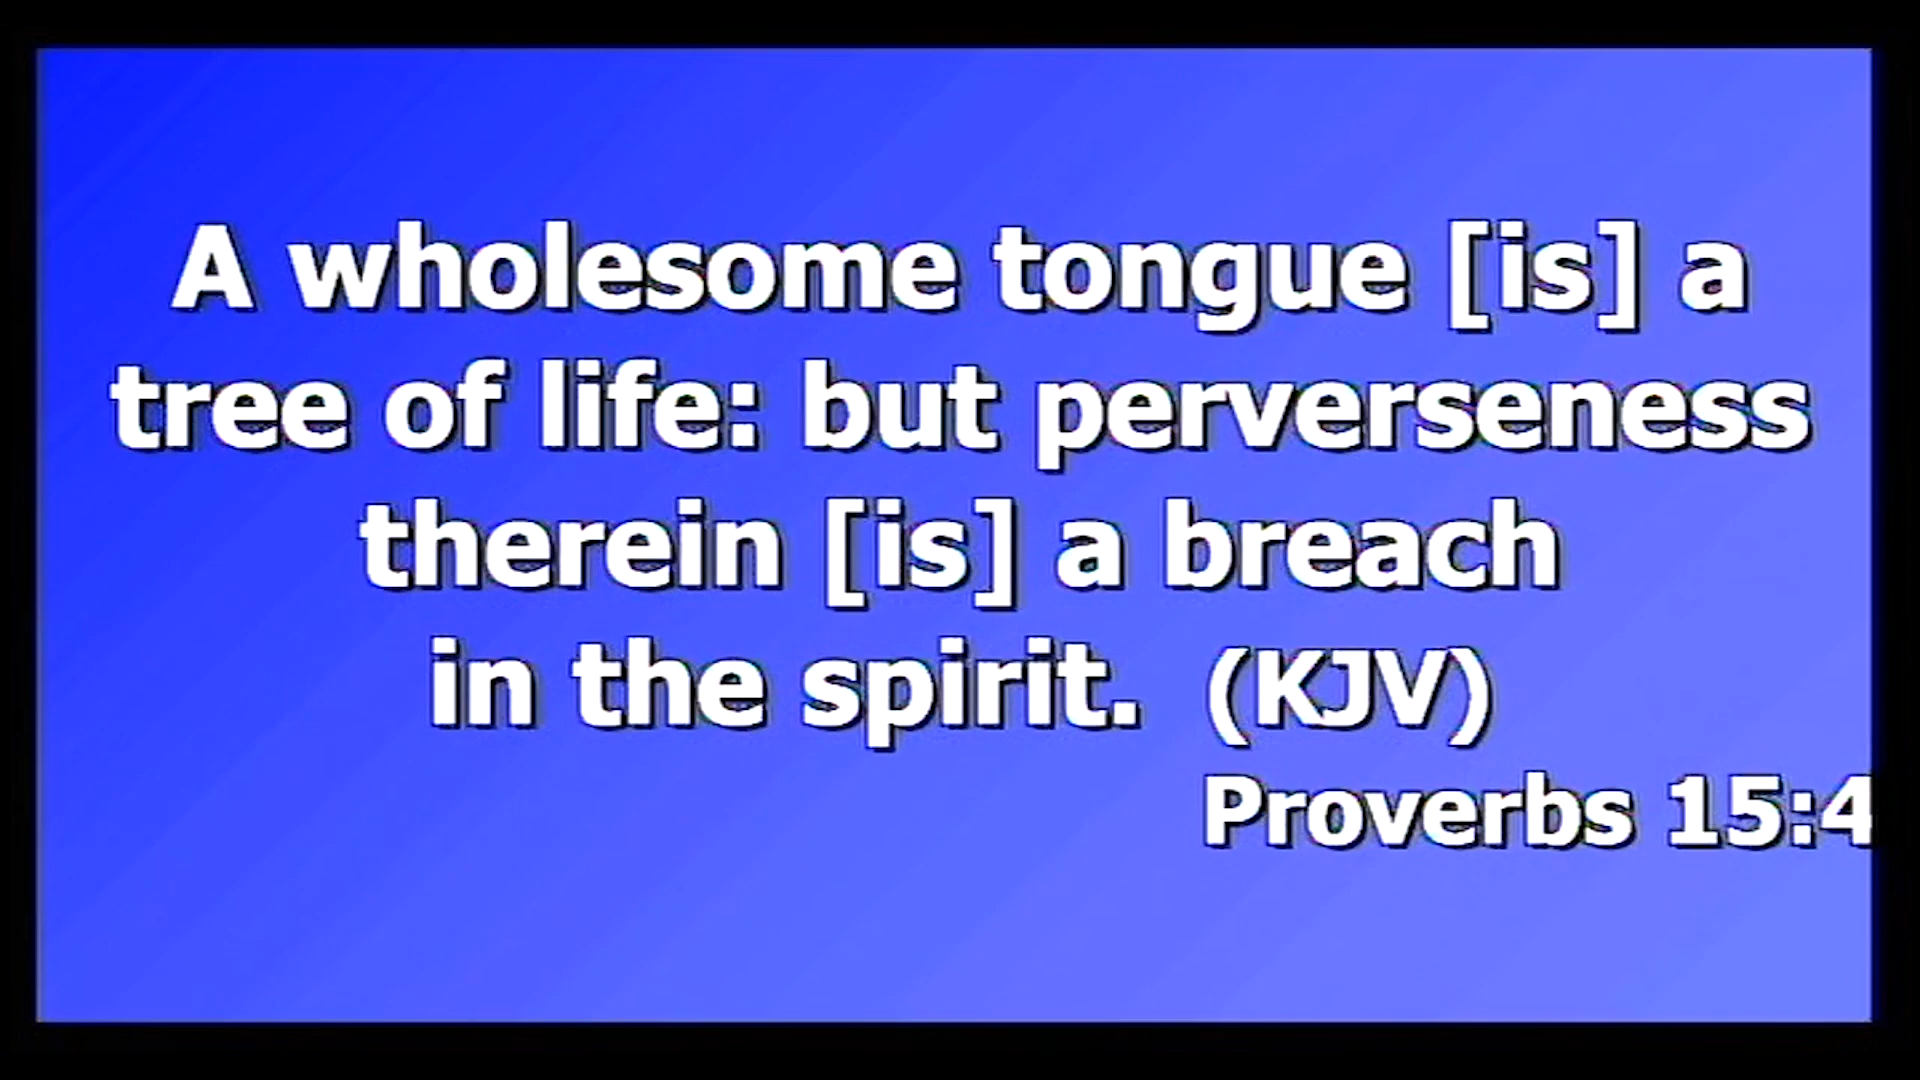 A wholesome tongue [is] a
tree of life: but perverseness
therein [is] a breach
in the spirit. (KJV)
Proverbs 15:4